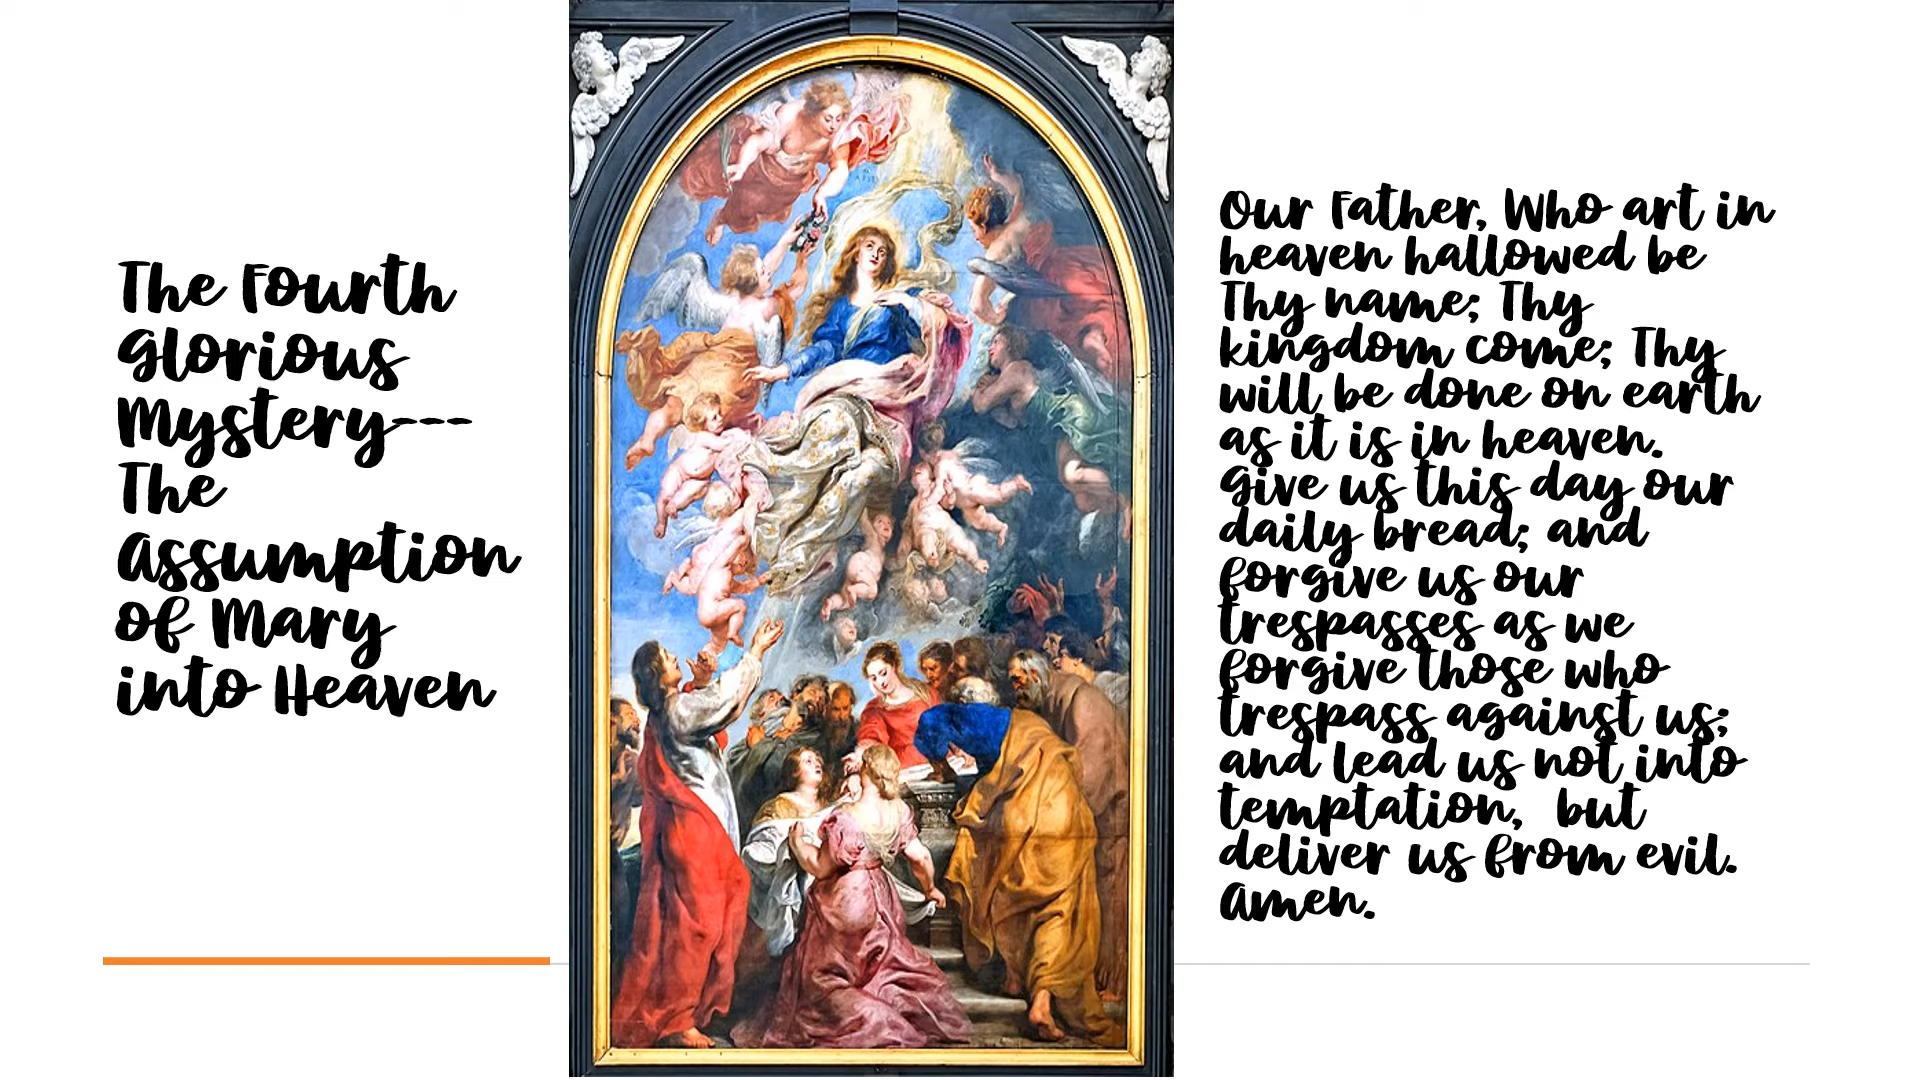 The Fourth
Glorious
Mystery---
The
Assumption
of Mary
into Heaven
Our Father, Who art in
heaven hallowed be
Thy name; Thy
kingdom come; Thy
will be done on earth
as it is in heaven.
Give us this day our
daily bread; and
forgive us our
trespasses as we
forgive those who
trespass against us;
and lead us not into
temptation,  but
deliver us from evil.
Amen.